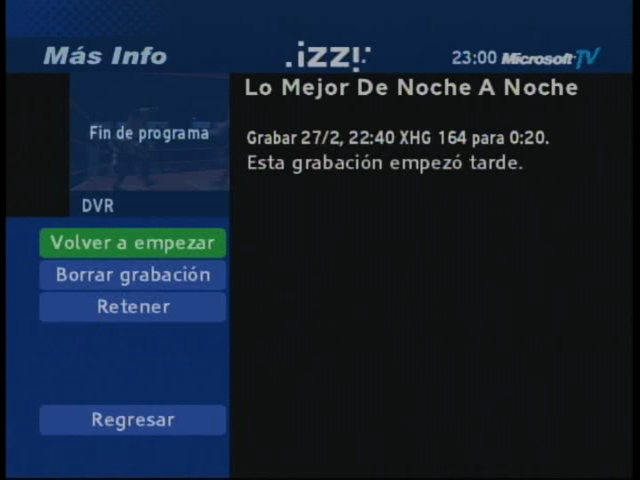 Más Info
.izzi
23:00 Microsoft TV
Lo Mejor De Noche A Noche
Fin de programa
Grabar 27/2, 22:40 XHG 164 para 0:20.
Esta grabación empezó tarde.
DVR
Volver a empezar
Borrar grabación
Retener
Regresar